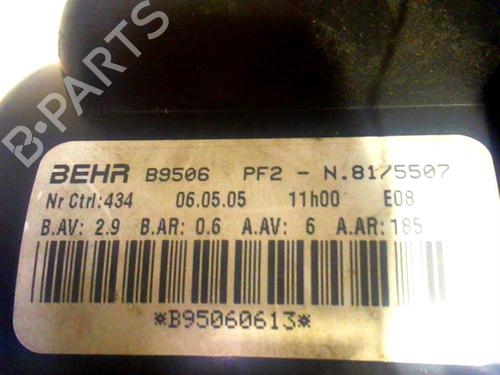 B-PARTS
BEHR B9506 PF2 - N.8175507
Nr Ctrl:434 06.05.05 11h00 E08
B.AV: 2.9 B.AR: 0.6 A.AV: 6 A.AR: 185
*B95060613*